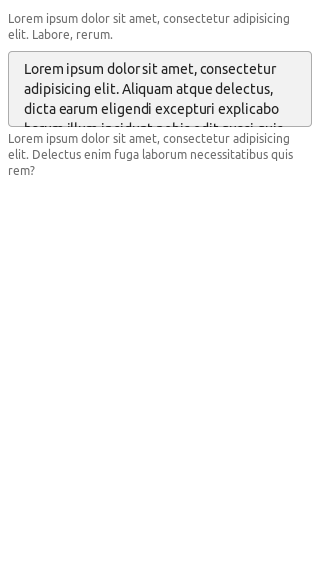 Lorem ipsum dolor sit amet, consectetur adipisicing
elit. Labore, rerum.
Lorem ipsum dolor sit amet, consectetur
adipisicing elit. Aliquam atque delectus,
dicta earum eligendi excepturi explicabo
Lorem ipsum dolor sit amet, consectetur adipisicing
elit. Delectus enim fuga laborum necessitatibus quis
rem?